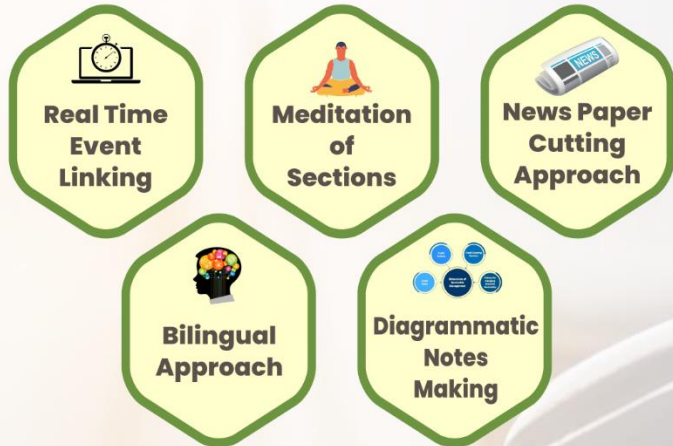 Real Time
Event
Linking
Meditation
of
Sections
NEWS
News Paper
Cutting
Approach
Bilingual
Approach
Diagrammatic
Notes
Making